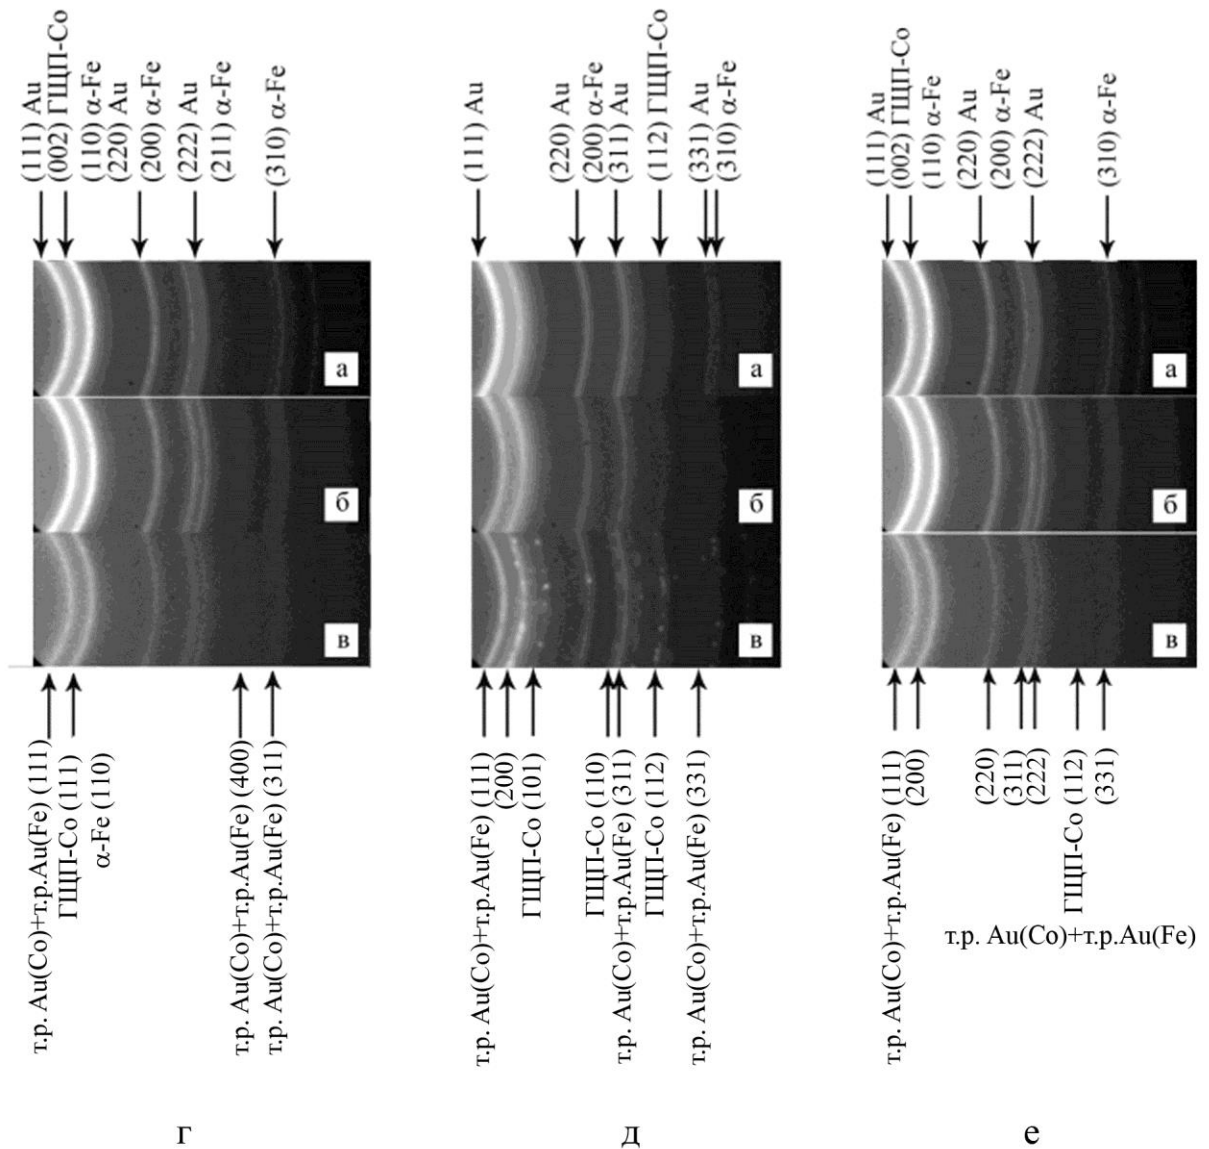 (111) Au
(002) ГЩП-Co
(110) α-Fe
(220) Au
(200) α-Fe
(222) Au
(211) α-Fe
(310) α-Fe
а
б
в
т.р. Au(Co)+т.р.Au(Fe) (111)
ГЩП-Co (111)
α-Fe (110)
т.р. Au(Co)+т.р.Au(Fe) (400)
т.р. Au(Co)+т.р.Au(Fe) (311)
г
(111) Au
(220) Au
(200) α-Fe
(311) Au
(112) ГЩП-Co
(331) Au
(310) α-Fe
а
б
в
т.р. Au(Co)+т.р.Au(Fe) (111)
(200)
ГЩП-Co (101)
ГЩП-Co (110)
т.р. Au(Co)+т.р.Au(Fe) (311)
ГЩП-Co (112)
т.р. Au(Co)+т.р.Au(Fe) (331)
д
(111) Au
(002) ГЩП-Co
(110) α-Fe
(220) Au
(200) α-Fe
(222) Au
(310) α-Fe
а
б
в
т.р. Au(Co)+т.р.Au(Fe) (111)
(200)
(220)
(311)
(222)
ГЩП-Co (112)
(331)
т.р. Au(Co)+т.р.Au(Fe)
е